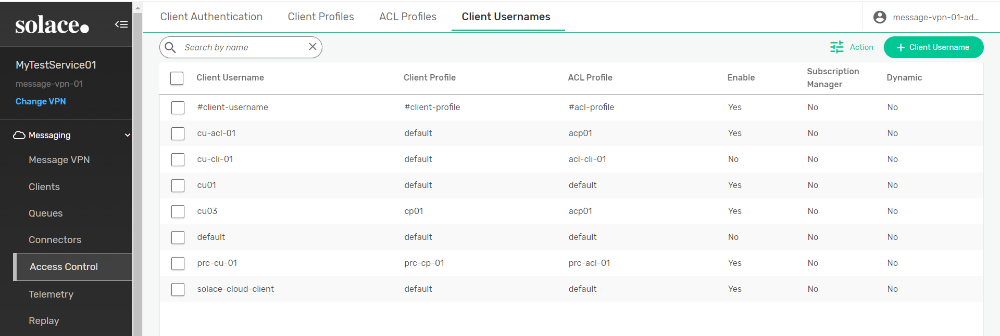 solace.
MyTestService01
message-vpn-01
Change VPN
Messaging
Message VPN
Clients
Queues
Connectors
Access Control
Telemetry
Replay
Client Authentication Client Profiles ACL Profiles Client Usernames
message-vpn-01-ad...
Search by name
Action
+ Client Username
Client Username Client Profile ACL Profile Enable Subscription Manager Dynamic
#client-username #client-profile #acl-profile Yes No No
cu-acl-01 default acp01 Yes No No
cu-cli-01 default acl-cli-01 No No No
cu01 default default Yes No No
cu03 cp01 acp01 Yes No No
default default default No No No
prc-cu-01 prc-cp-01 prc-acl-01 Yes No No
solace-cloud-client default default Yes No No